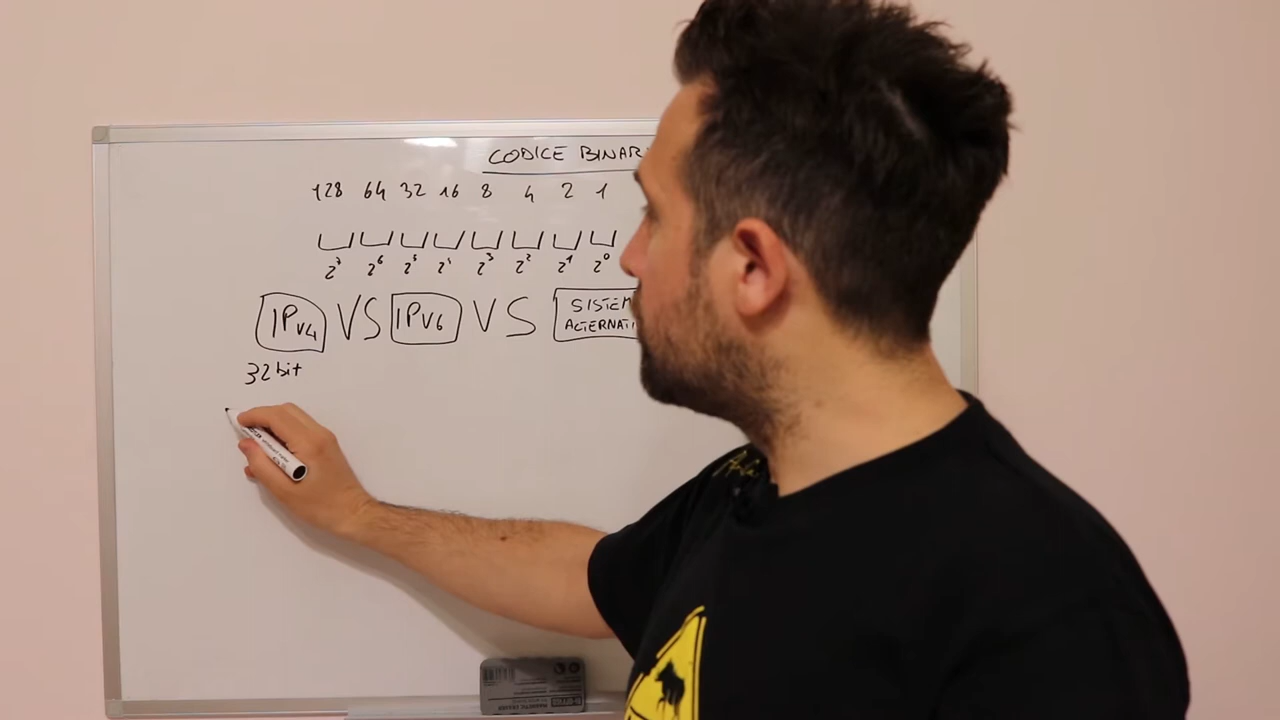 CODICE BINAR
128 64 32 16 8 4 2 1
2⁷ 2⁶ 2⁵ 2⁴ 2³ 2² 2¹ 2⁰
IPv4 VS IPv6 VS SISTEM
ALTERNATI
32 bit